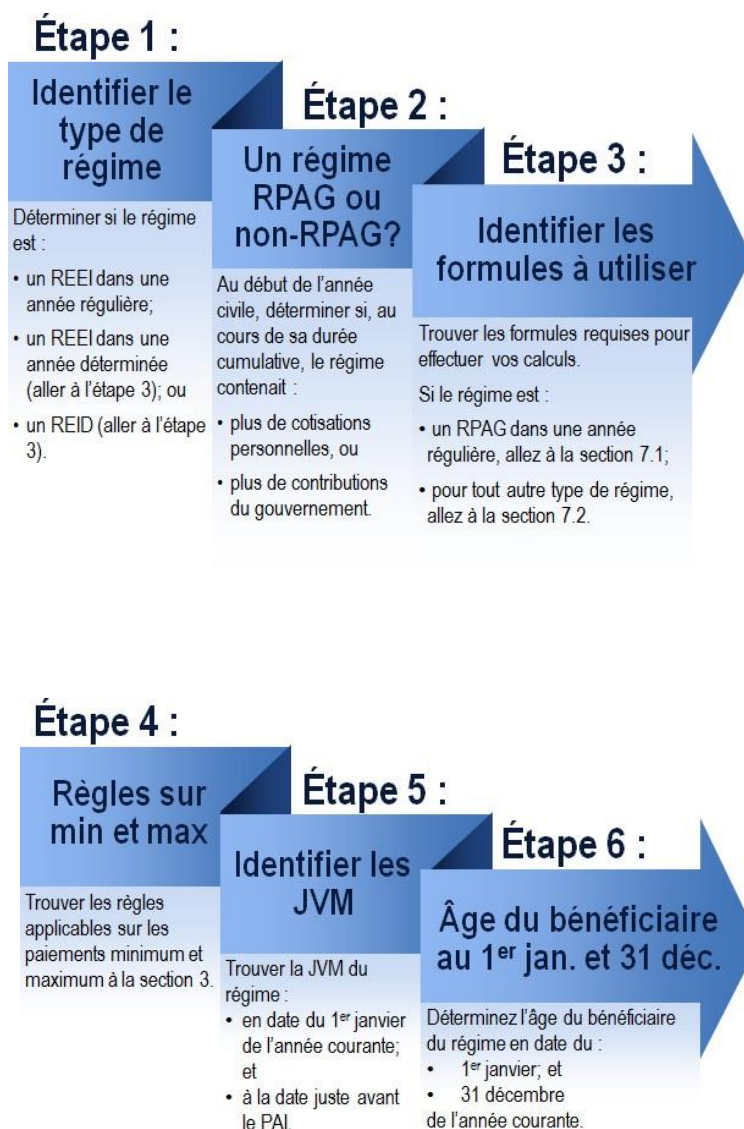 Étape 1 :
Identifier le
type de
régime
Déterminer si le régime
est :
• un REEI dans une
année régulière;
• un REEI dans une
année déterminée
(aller à l'étape 3); ou
• un REID (aller à l'étape
3).
Étape 2 :
Un régime
RPAG ou
non-RPAG?
Au début de l'année
civile, déterminer si, au
cours de sa durée
cumulative, le régime
contenait :
• plus de cotisations
personnelles, ou
• plus de contributions
du gouvernement.
Étape 3 :
Identifier les
formules à utiliser
Trouver les formules requises pour
effectuer vos calculs.
Si le régime est :
• un RPAG dans une année
régulière, allez à la section 7.1;
• pour tout autre type de régime,
allez à la section 7.2.
Étape 4 :
Règles sur
min et max
Trouver les règles
applicables sur les
paiements minimum et
maximum à la section 3.
Étape 5 :
Identifier les
JVM
Trouver la JVM du
régime :
• en date du 1er janvier
de l'année courante;
et
• à la date juste avant
le PAI.
Étape 6 :
Âge du bénéficiaire
au 1er jan. et 31 déc.
Déterminez l'âge du bénéficiaire
du régime en date du :
• 1er janvier; et
• 31 décembre
de l'année courante.